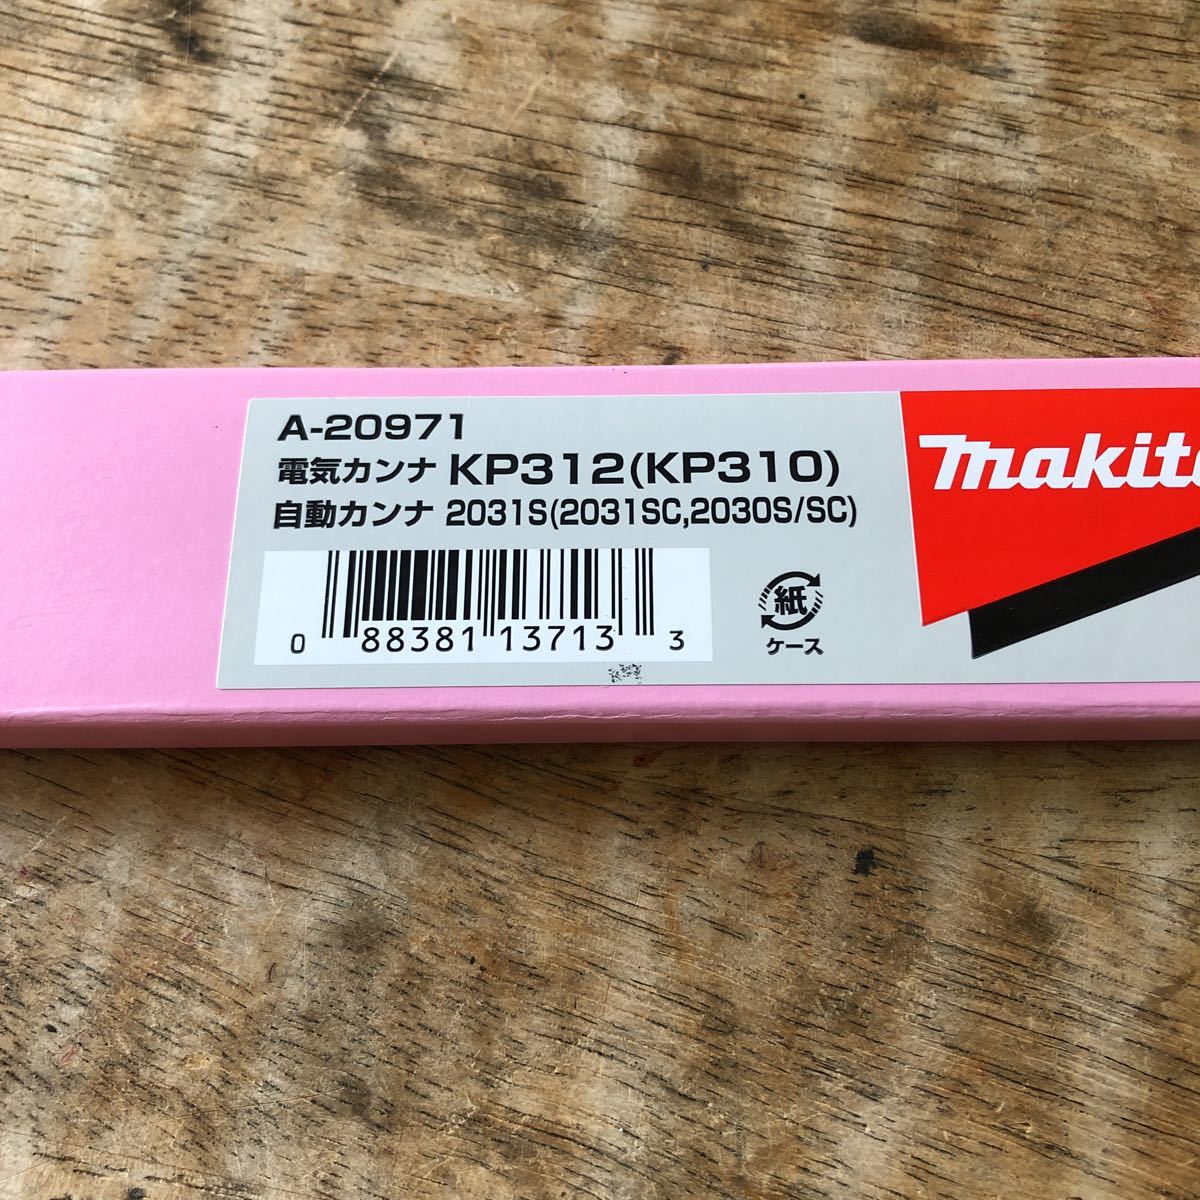 A-20971
電気カンナ KP312(KP310)
自動カンナ 2031S(2031SC,2030S/SC)
0 88381 13713 3
紙
ケース
makita